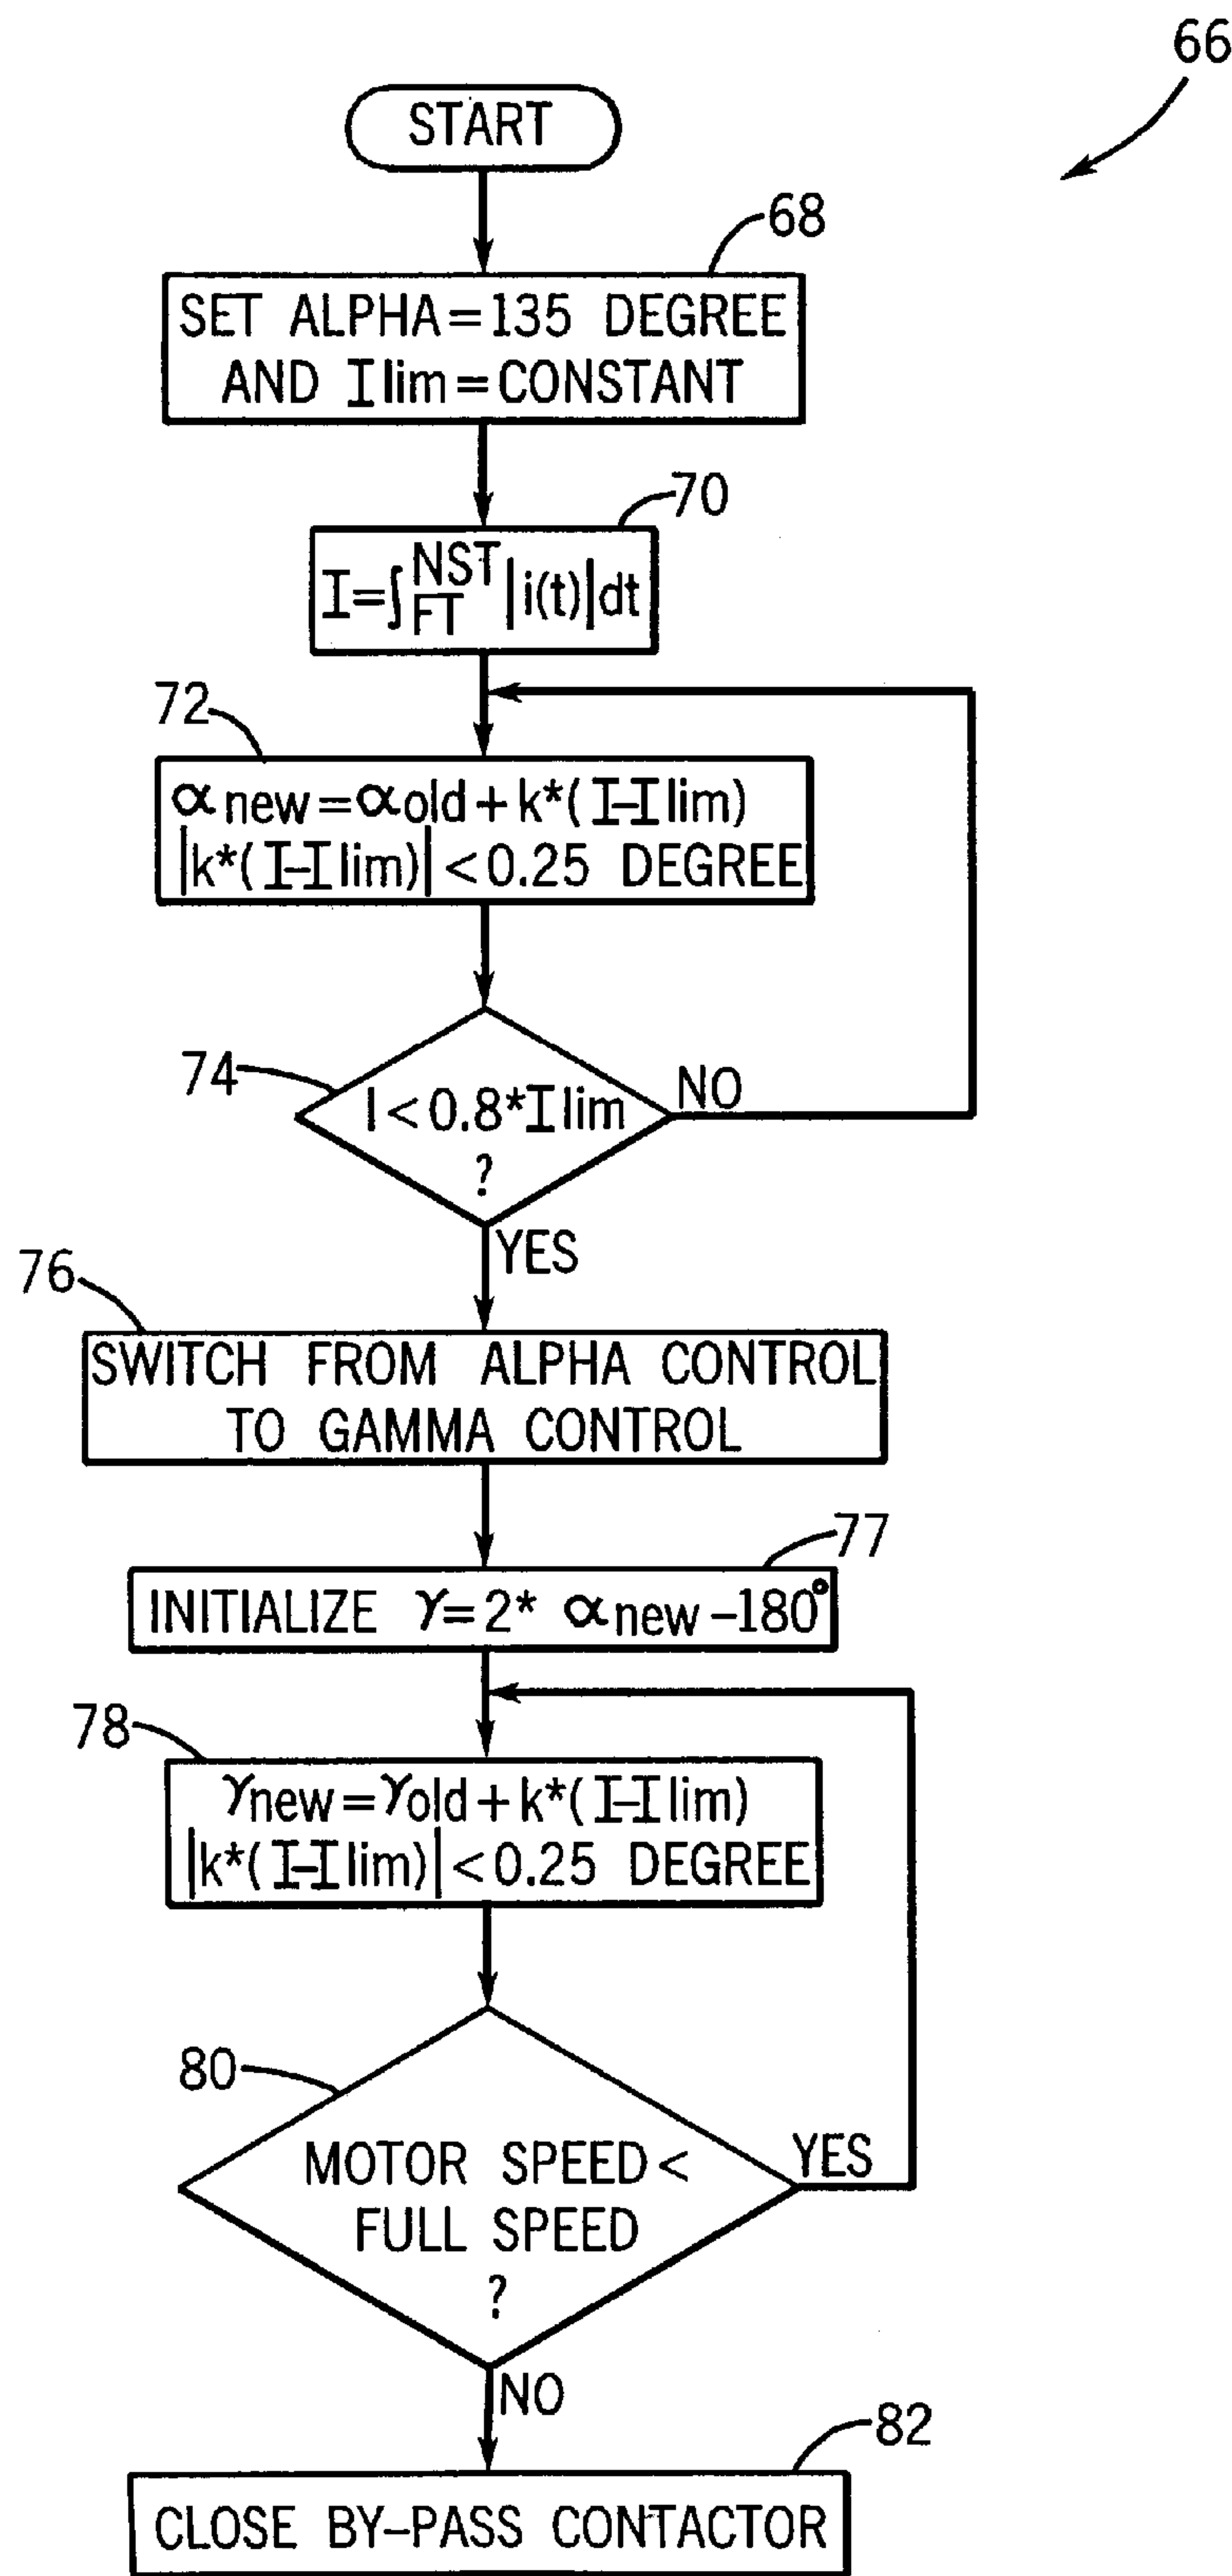 66
START
68
SET ALPHA=135 DEGREE
AND Ilim=CONSTANT
70
I=∫NST FT |i(t)|dt
72
αnew=αold+k*(I-Ilim)
|k*(I-Ilim)|<0.25 DEGREE
74
I<0.8*Ilim
?
NO
YES
76
SWITCH FROM ALPHA CONTROL
TO GAMMA CONTROL
77
INITIALIZE γ=2* αnew-180°
78
γnew=γold+k*(I-Ilim)
|k*(I-Ilim)|<0.25 DEGREE
80
MOTOR SPEED<
FULL SPEED
?
YES
NO
82
CLOSE BY-PASS CONTACTOR